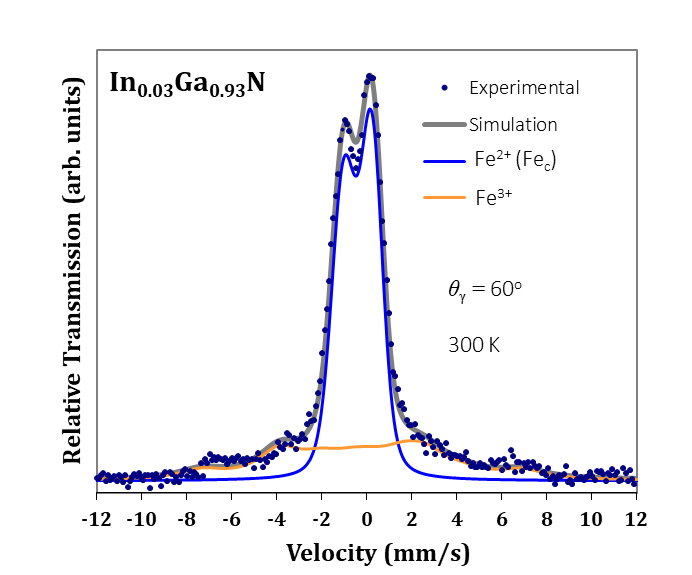 In0.03Ga0.93N
Experimental
Simulation
Fe2+ (Fec)
Fe3+
θγ = 60o
300 K
Relative Transmission (arb. units)
-12 -10 -8 -6 -4 -2 0 2 4 6 8 10 12
Velocity (mm/s)